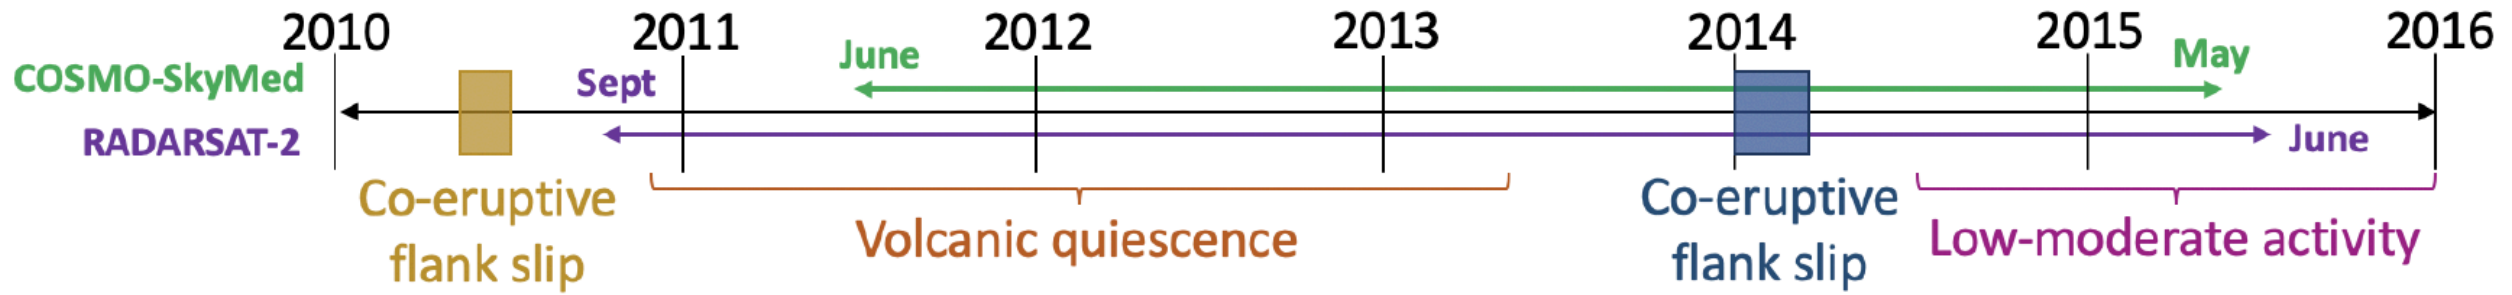 2010 2011 2012 2013 2014 2015 2016
June May
COSMO-SkyMed
Sept
RADARSAT-2
June
Co-eruptive
flank slip
Volcanic quiescence
Co-eruptive
flank slip
Low-moderate activity